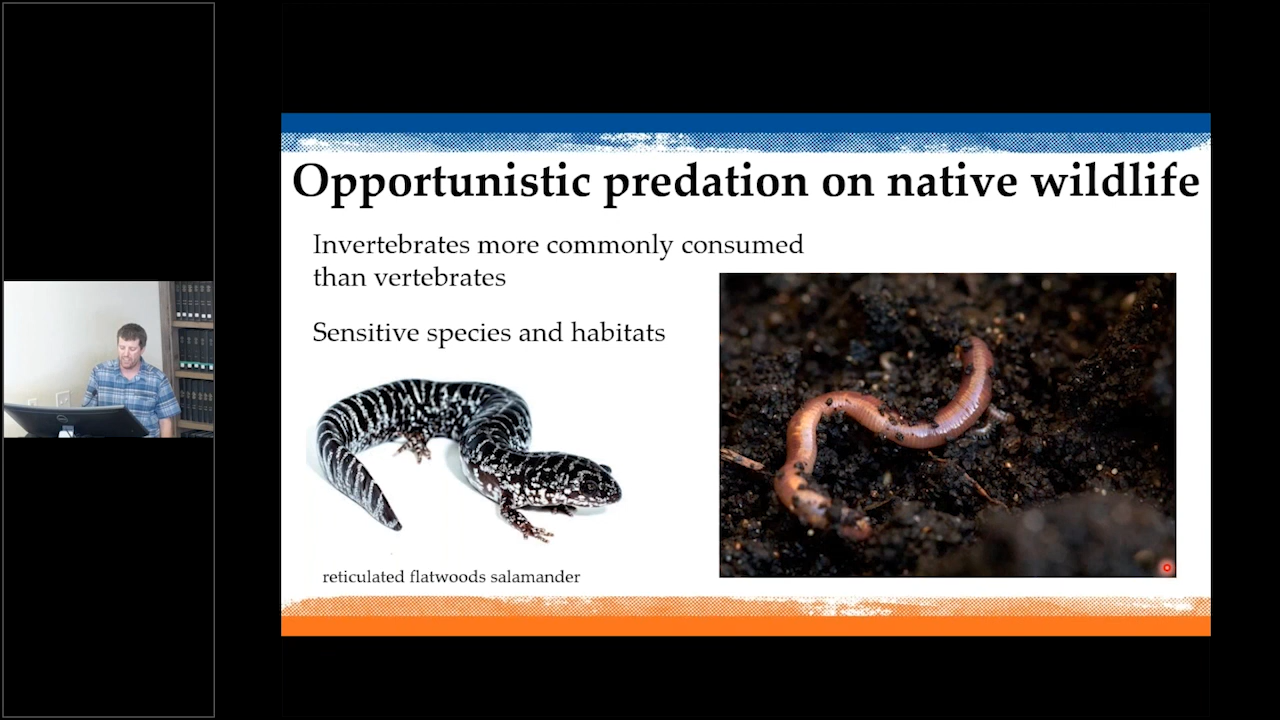 Opportunistic predation on native wildlife
Invertebrates more commonly consumed
than vertebrates
Sensitive species and habitats
reticulated flatwoods salamander